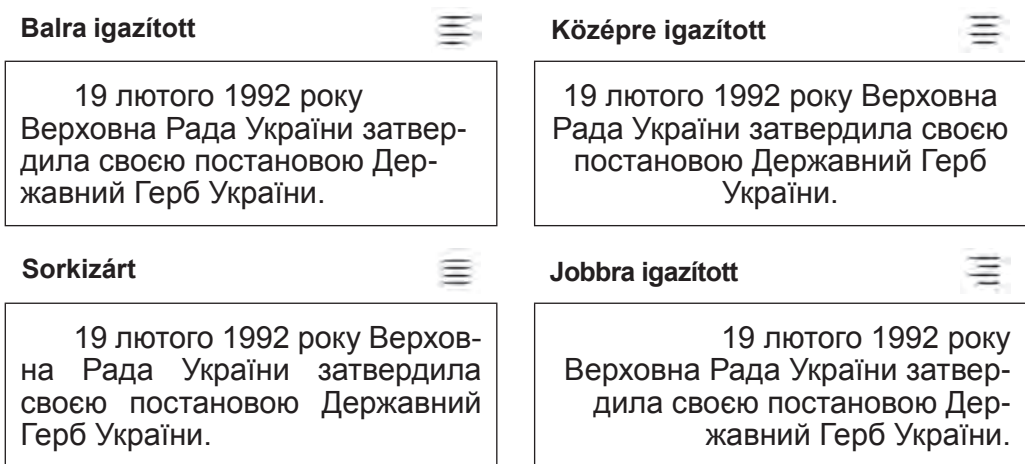 Balra igazított
19 лютого 1992 року
Верховна Рада України затвер-
дила своєю постановою Дер-
жавний Герб України.
Középre igazított
19 лютого 1992 року Верховна
Рада України затвердила своєю
постановою Державний Герб
України.
Sorkizárt
19 лютого 1992 року Верхов-
на Рада України затвердила
своєю постановою Державний
Герб України.
Jobbra igazított
19 лютого 1992 року
Верховна Рада України затвер-
дила своєю постановою Дер-
жавний Герб України.